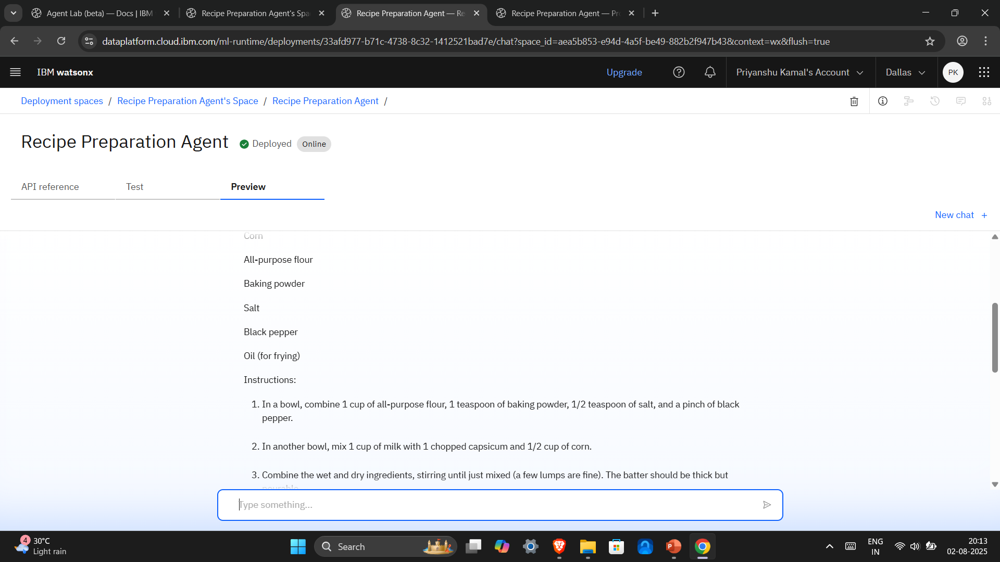 Agent Lab (beta) — Docs | IBM
Recipe Preparation Agent's Spa
Recipe Preparation Agent — Re
Recipe Preparation Agent — Pr
dataplatform.cloud.ibm.com/ml-runtime/deployments/33afd977-b71c-4738-8c32-1412521bad7e/chat?space_id=aea5b853-e94d-4a5f-be49-882b2f947b43&context=wx&flush=true
IBM watsonx
Upgrade
Priyanshu Kamal's Account
Dallas
PK
Deployment spaces / Recipe Preparation Agent's Space / Recipe Preparation Agent /
Recipe Preparation Agent
Deployed
Online
API reference
Test
Preview
New chat +
Corn
All-purpose flour
Baking powder
Salt
Black pepper
Oil (for frying)
Instructions:
1. In a bowl, combine 1 cup of all-purpose flour, 1 teaspoon of baking powder, 1/2 teaspoon of salt, and a pinch of black
pepper.
2. In another bowl, mix 1 cup of milk with 1 chopped capsicum and 1/2 cup of corn.
3. Combine the wet and dry ingredients, stirring until just mixed (a few lumps are fine). The batter should be thick but
pourable.
Type something...
4
30°C
Light rain
Search
ENG
IN
20:13
02-08-2025